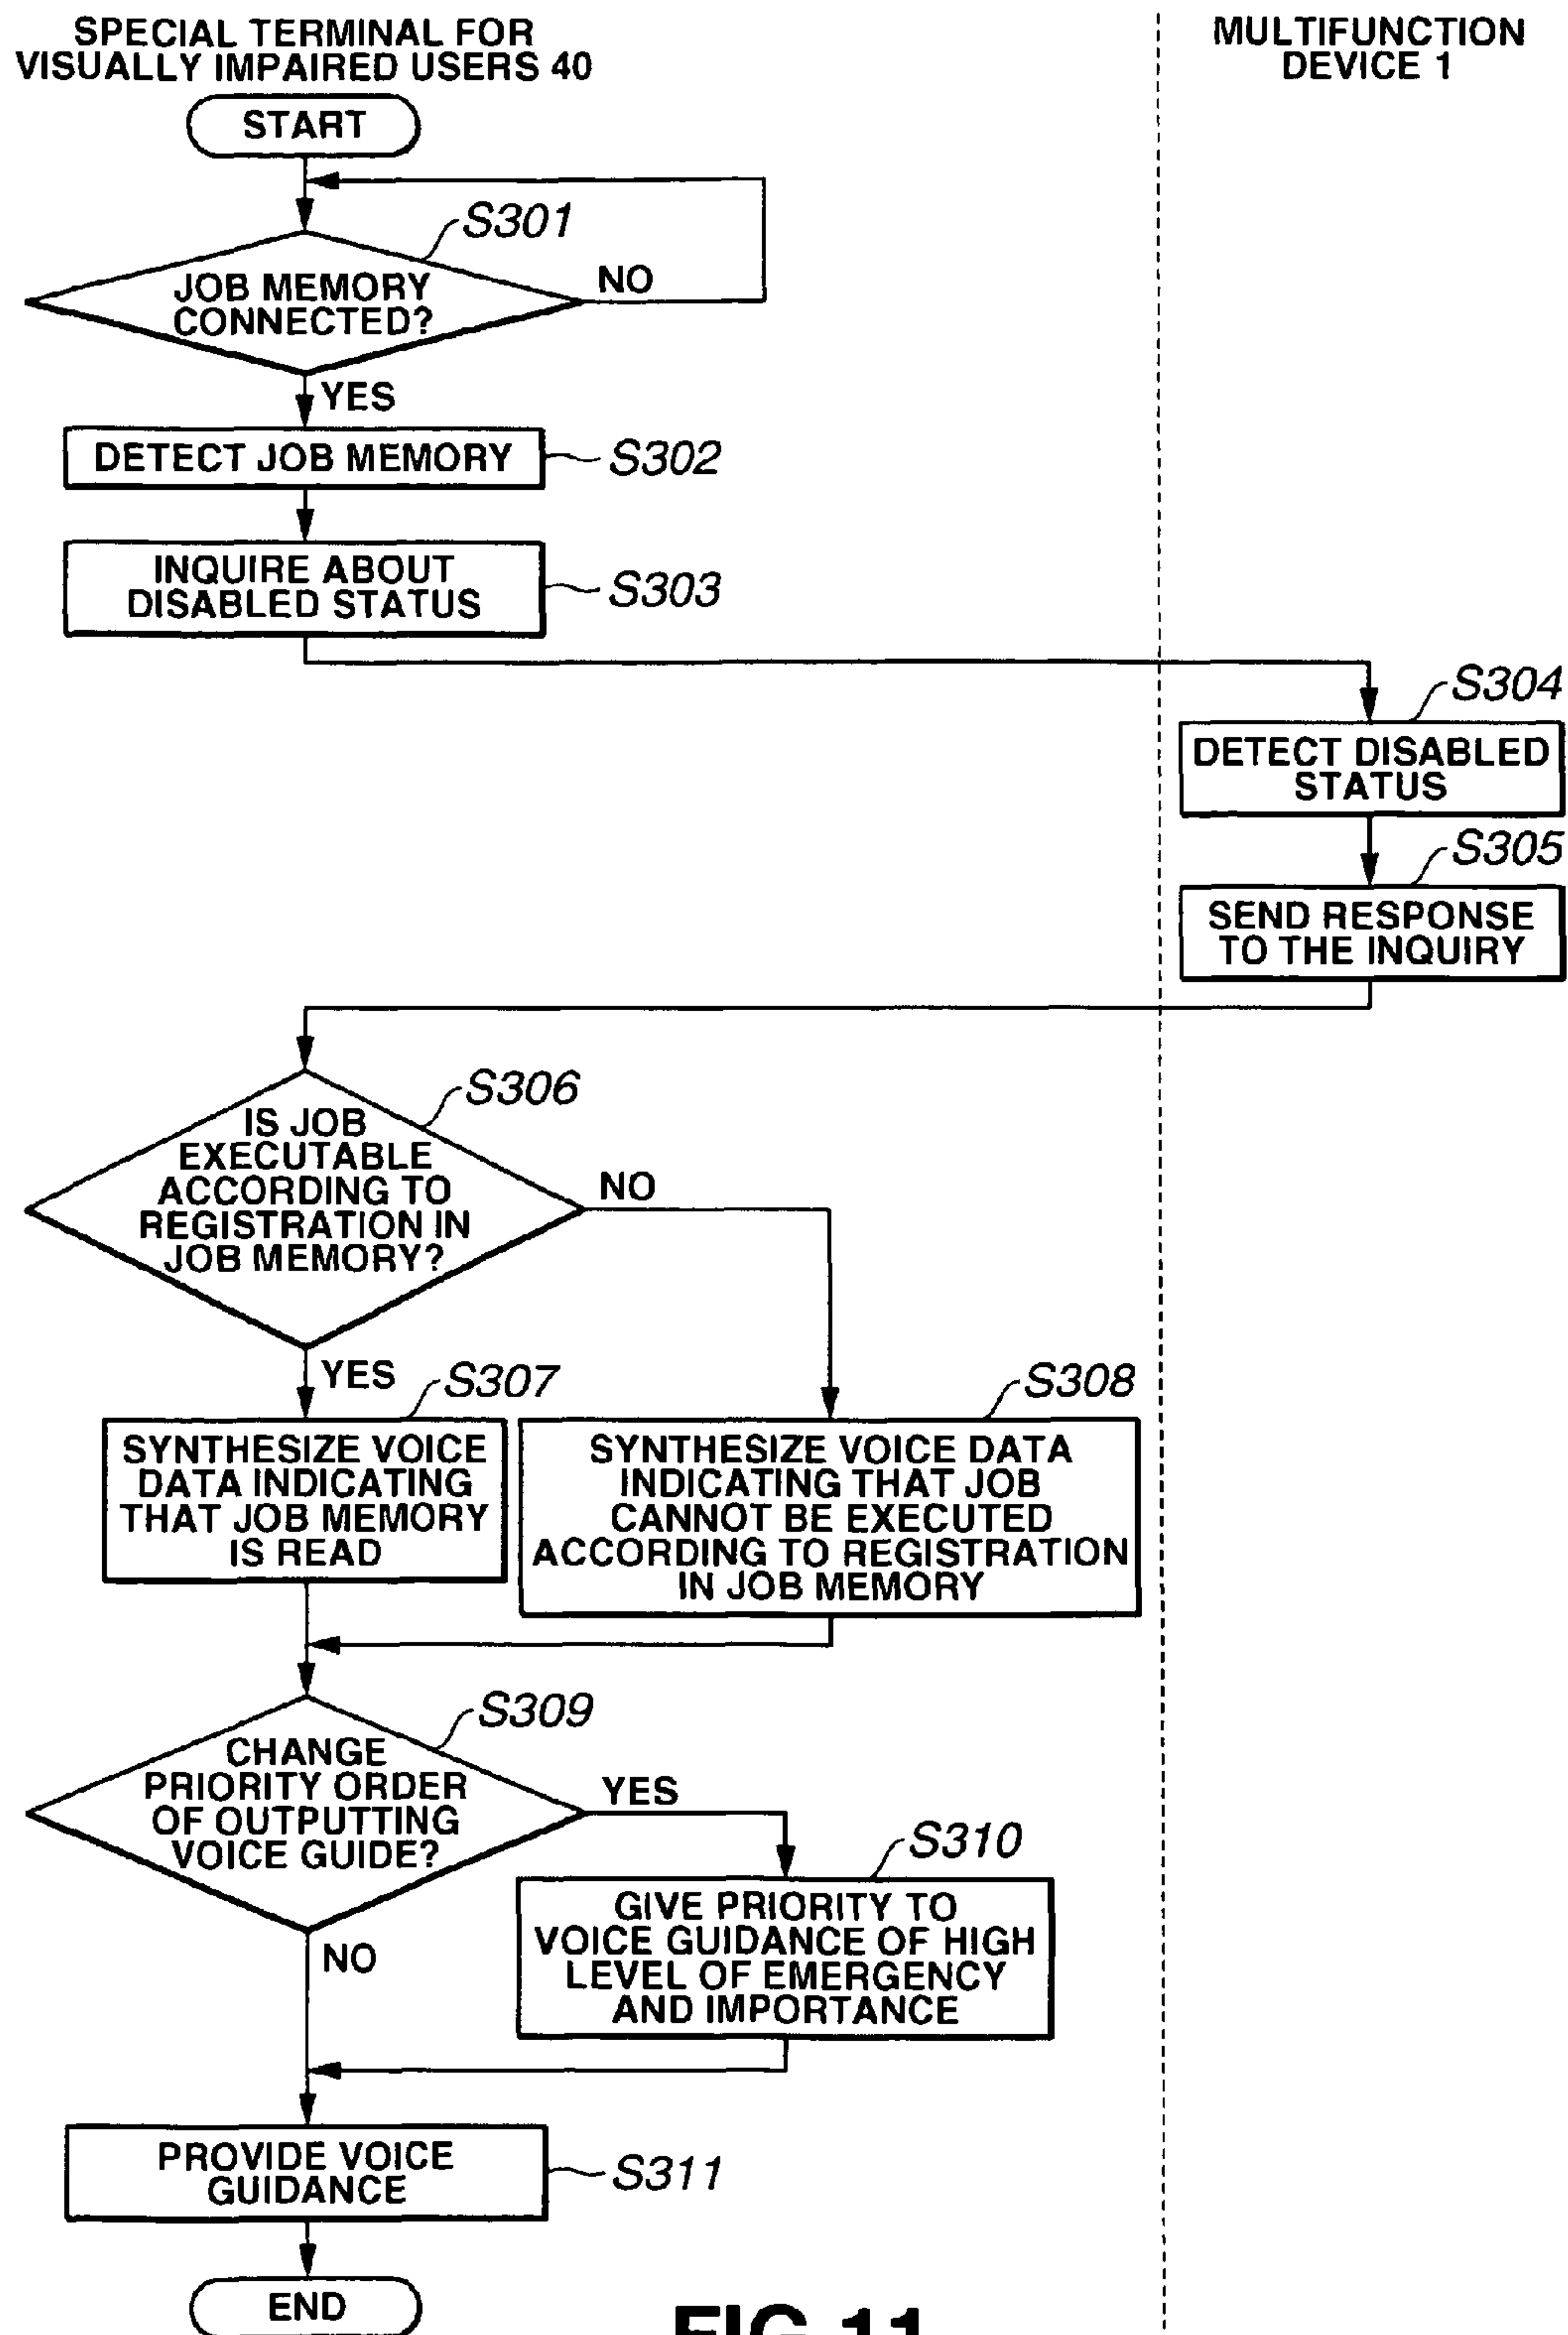 SPECIAL TERMINAL FOR
VISUALLY IMPAIRED USERS 40
MULTIFUNCTION
DEVICE 1
START
S301
JOB MEMORY
CONNECTED?
NO
YES
DETECT JOB MEMORY
S302
INQUIRE ABOUT
DISABLED STATUS
S303
S304
DETECT DISABLED
STATUS
S305
SEND RESPONSE
TO THE INQUIRY
S306
IS JOB
EXECUTABLE
ACCORDING TO
REGISTRATION IN
JOB MEMORY?
NO
YES
S307
SYNTHESIZE VOICE
DATA INDICATING
THAT JOB MEMORY
IS READ
S308
SYNTHESIZE VOICE DATA
INDICATING THAT JOB
CANNOT BE EXECUTED
ACCORDING TO REGISTRATION
IN JOB MEMORY
S309
CHANGE
PRIORITY ORDER
OF OUTPUTTING
VOICE GUIDE?
YES
NO
S310
GIVE PRIORITY TO
VOICE GUIDANCE OF HIGH
LEVEL OF EMERGENCY
AND IMPORTANCE
PROVIDE VOICE
GUIDANCE
S311
END
FIG.11